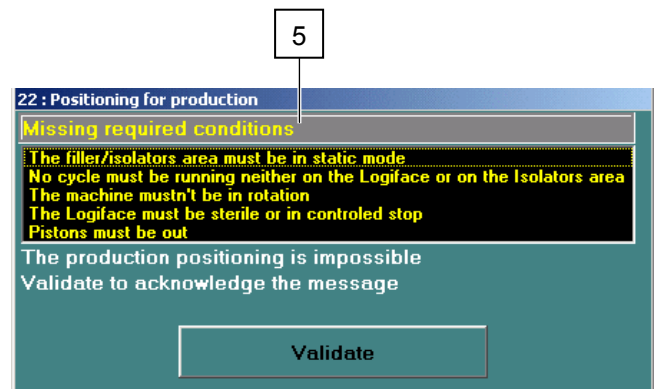 5
22 : Positioning for production
Missing required conditions
The filler/isolators area must be in static mode
No cycle must be running neither on the Logiface or on the Isolators area
The machine mustn't be in rotation
The Logiface must be sterile or in controled stop
Pistons must be out
The production positioning is impossible
Validate to acknowledge the message
Validate